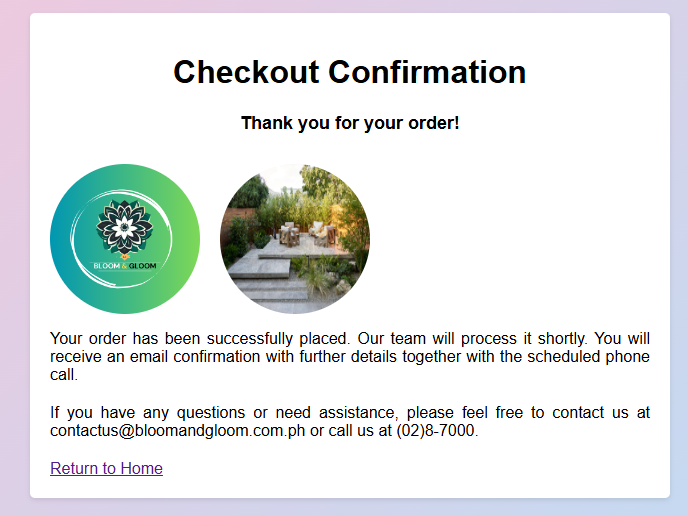 Checkout Confirmation
Thank you for your order!
BLOOM & GLOOM
Your order has been successfully placed. Our team will process it shortly. You will
receive an email confirmation with further details together with the scheduled phone
call.
If you have any questions or need assistance, please feel free to contact us at
contactus@bloomandgloom.com.ph or call us at (02)8-7000.
Return to Home